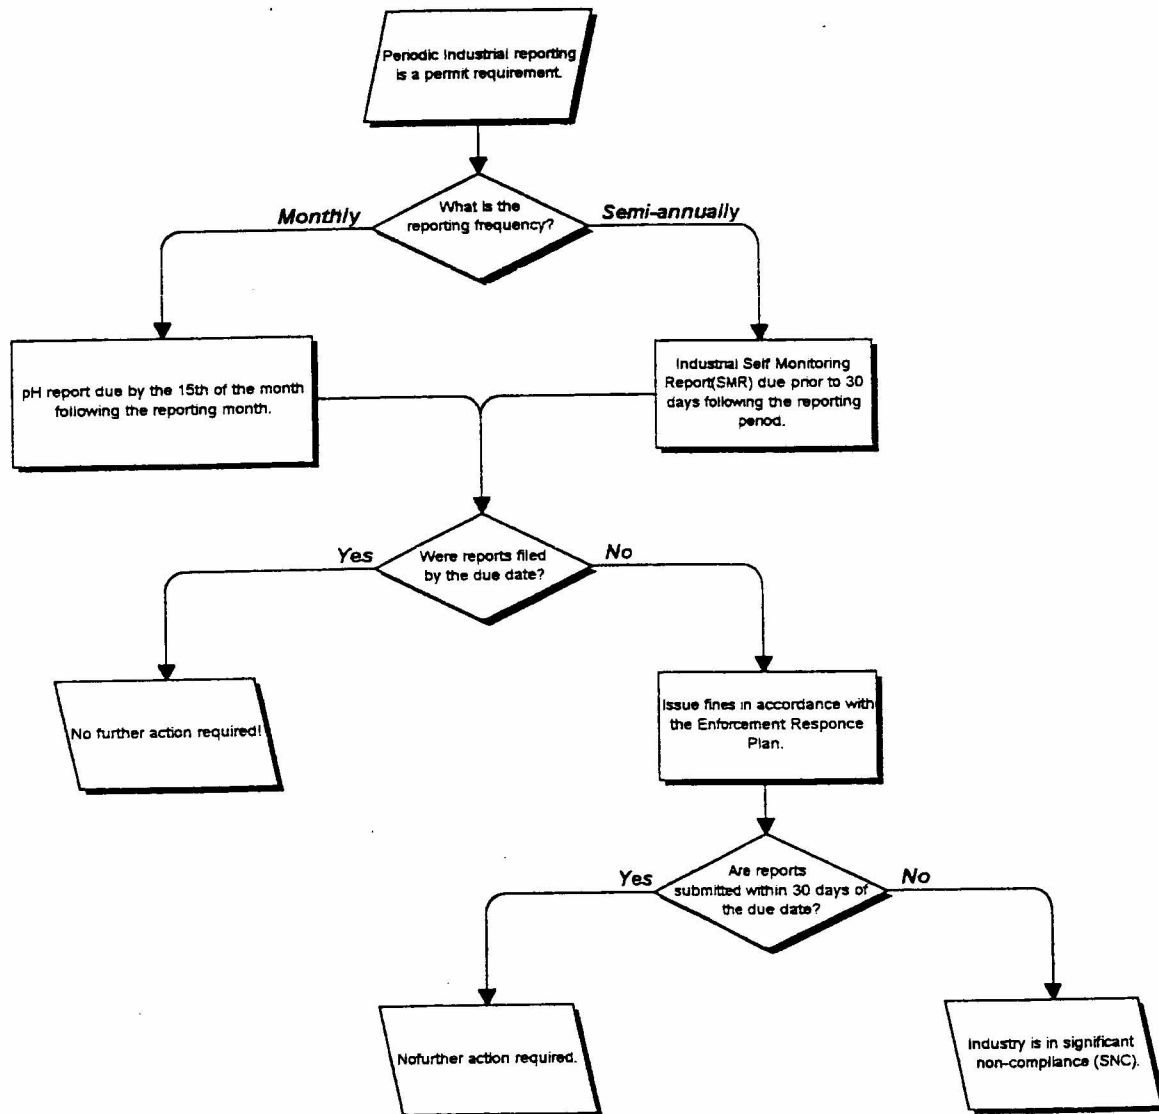 Periodic Industrial reporting
is a permit requirement.
What is the
reporting frequency?
Monthly
Semi-annually
pH report due by the 15th of the month
following the reporting month.
Industrial Self Monitoring
Report(SMR) due prior to 30
days following the reporting
period.
Were reports filed
by the due date?
Yes
No
No further action required!
Issue fines in accordance with
the Enforcement Responce
Plan.
Are reports
submitted within 30 days of
the due date?
Yes
No
Nofurther action required.
Industry is in significant
non-compliance (SNC).